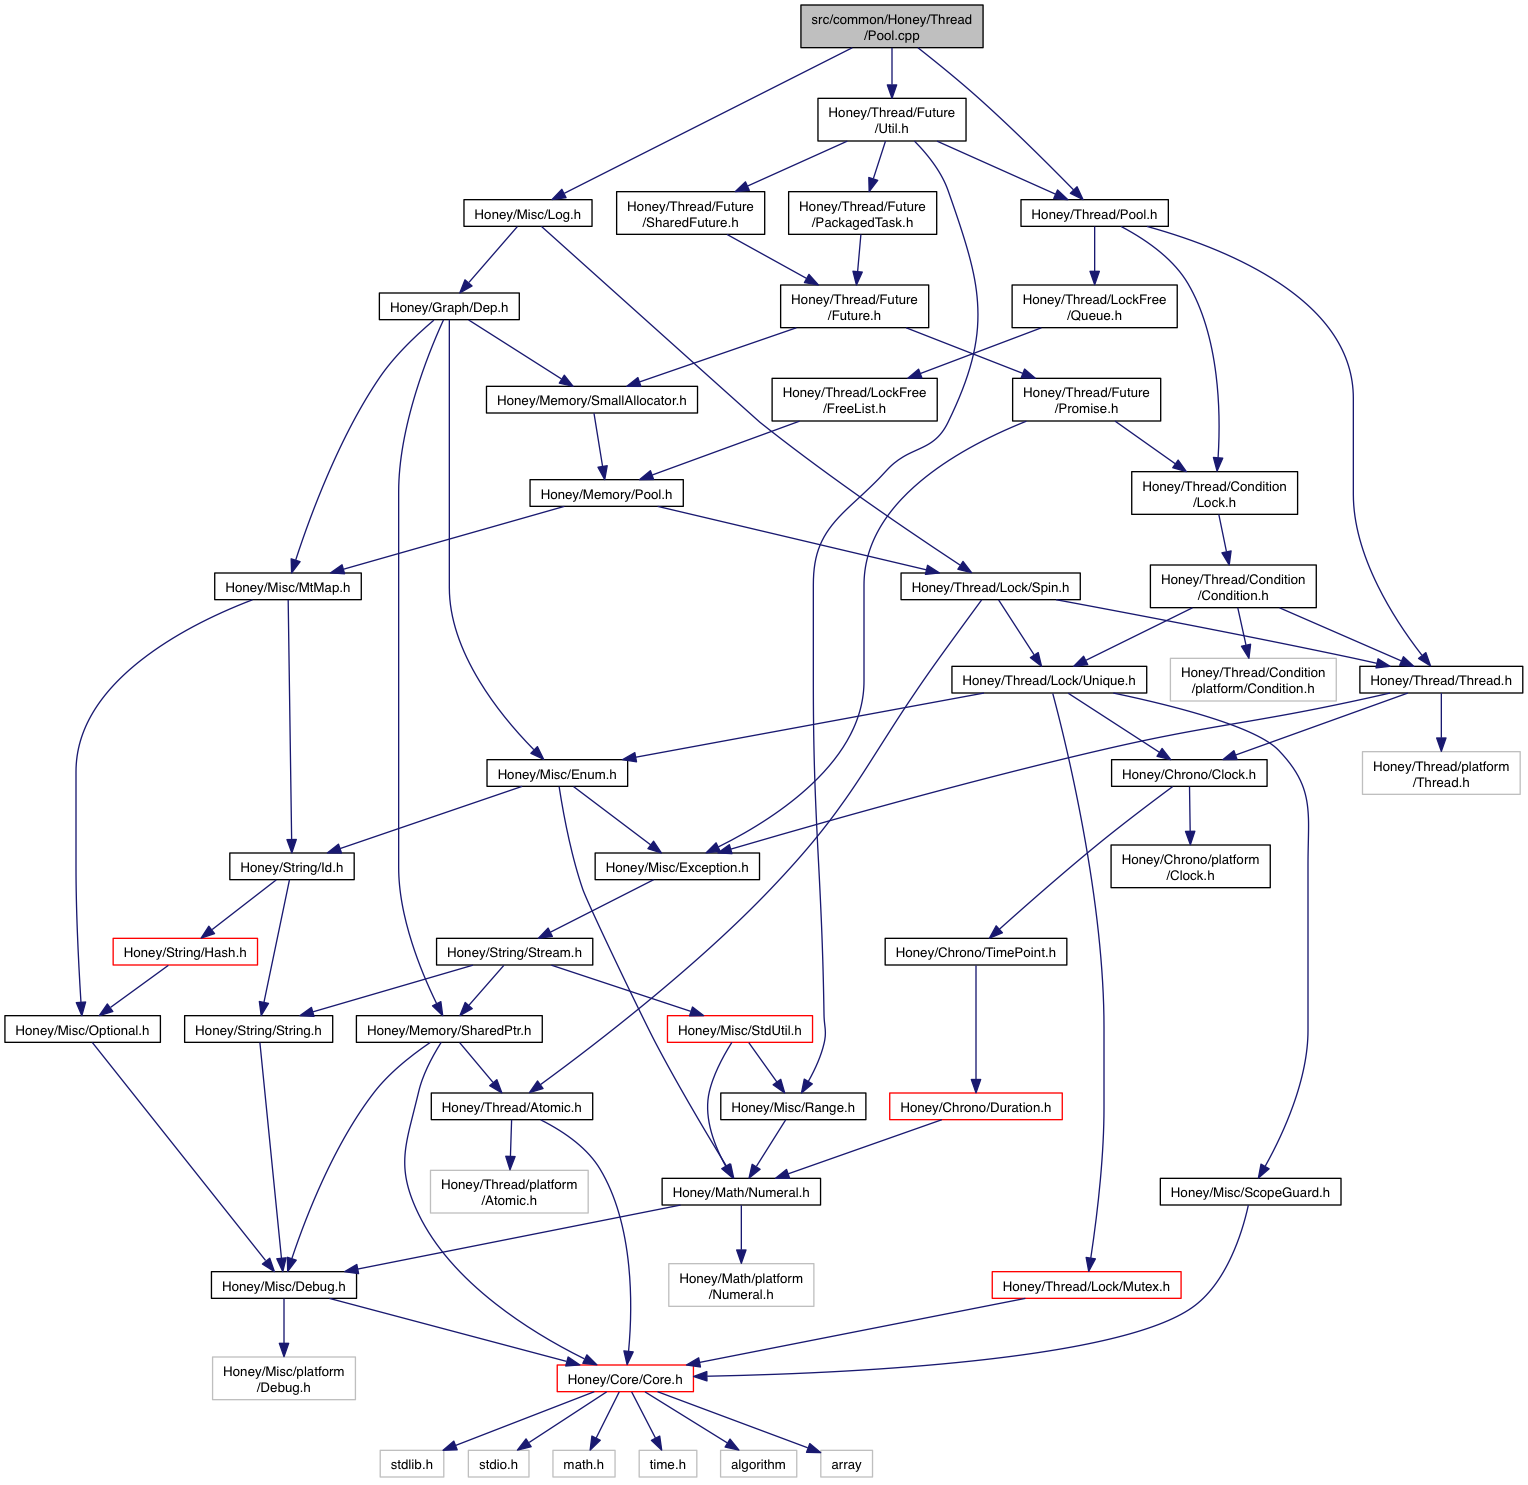 src/common/Honey/Thread
/Pool.cpp
Honey/Thread/Future
/Util.h
Honey/Misc/Log.h
Honey/Thread/Future
/SharedFuture.h
Honey/Thread/Future
/PackagedTask.h
Honey/Thread/Pool.h
Honey/Graph/Dep.h
Honey/Thread/Future
/Future.h
Honey/Thread/LockFree
/Queue.h
Honey/Memory/SmallAllocator.h
Honey/Thread/LockFree
/FreeList.h
Honey/Thread/Future
/Promise.h
Honey/Memory/Pool.h
Honey/Thread/Condition
/Lock.h
Honey/Misc/MtMap.h
Honey/Thread/Lock/Spin.h
Honey/Thread/Condition
/Condition.h
Honey/Thread/Lock/Unique.h
Honey/Thread/Condition
/platform/Condition.h
Honey/Thread/Thread.h
Honey/Misc/Enum.h
Honey/Chrono/Clock.h
Honey/Thread/platform
/Thread.h
Honey/String/Id.h
Honey/Misc/Exception.h
Honey/Chrono/platform
/Clock.h
Honey/String/Hash.h
Honey/String/Stream.h
Honey/Chrono/TimePoint.h
Honey/Misc/Optional.h
Honey/String/String.h
Honey/Memory/SharedPtr.h
Honey/Misc/StdUtil.h
Honey/Thread/Atomic.h
Honey/Misc/Range.h
Honey/Chrono/Duration.h
Honey/Thread/platform
/Atomic.h
Honey/Math/Numeral.h
Honey/Misc/ScopeGuard.h
Honey/Misc/Debug.h
Honey/Math/platform
/Numeral.h
Honey/Thread/Lock/Mutex.h
Honey/Misc/platform
/Debug.h
Honey/Core/Core.h
stdlib.h
stdio.h
math.h
time.h
algorithm
array